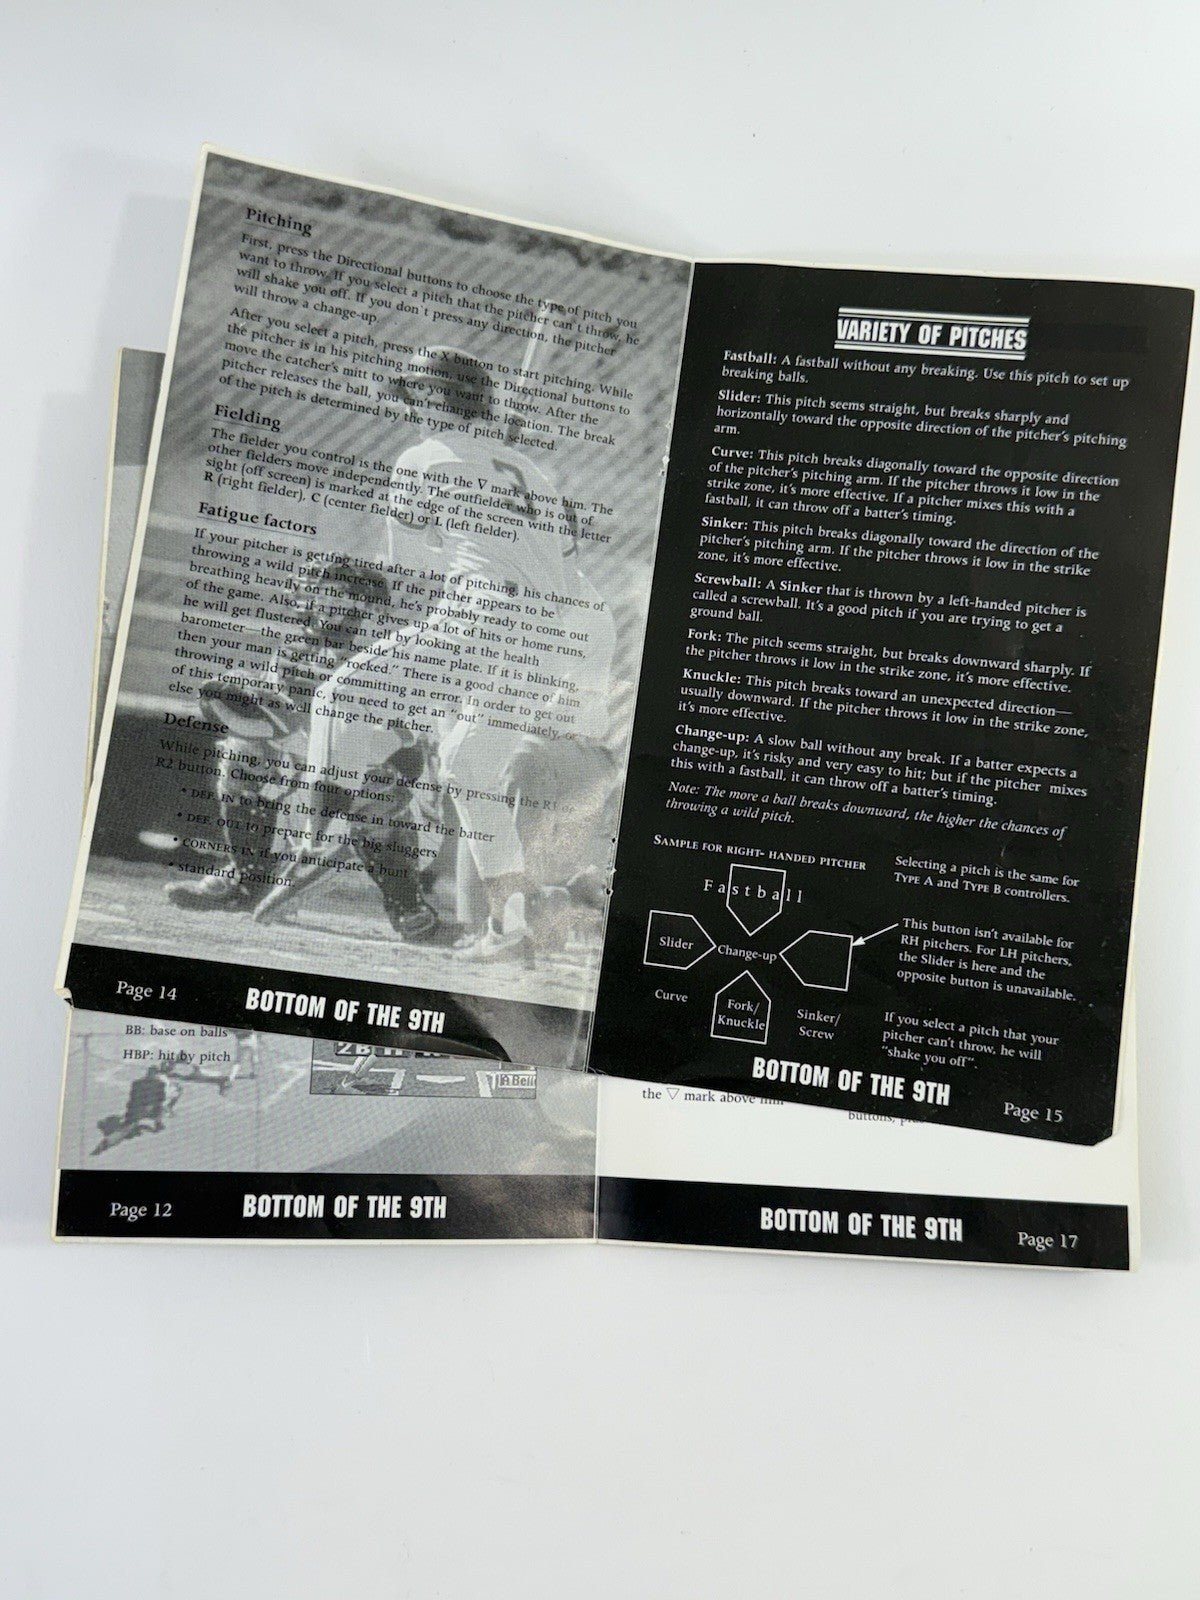 Pitching
First, press the Directional buttons to choose the type of pitch you
want to throw. If you select a pitch that the pitcher can't throw, he
will shake you off. If you don't press any direction, the pitcher
will throw a change-up.
After you select a pitch, press the X button to start pitching. While
the pitcher is in his pitching motion, use the Directional buttons to
move the catcher's mitt to where you want to throw. After the
pitcher releases the ball, you can't change the location. The break
of the pitch is determined by the type of pitch selected.
Fielding
The fielder you control is the one with the ▽ mark above him. The
other fielders move independently. The outfielder who is out of
sight (off screen) is marked at the edge of the screen with the letter
R (right fielder), C (center fielder) or L (left fielder).
Fatigue factors
If your pitcher is getting tired after a lot of pitching, his chances of
throwing a wild pitch increase. If the pitcher appears to be
breathing heavily on the mound, he's probably ready to come out
of the game. Also, if a pitcher gives up a lot of hits or home runs,
he will get flustered. You can tell by looking at the health
barometer—the green bar beside his name plate. If it is blinking,
then your man is getting "rocked." There is a good chance of him
throwing a wild pitch or committing an error. In order to get out
of this temporary panic, you need to get an "out" immediately, or
else you might as well change the pitcher.
Defense
While pitching, you can adjust your defense by pressing the R1 or
R2 button. Choose from four options:
• DEF. IN to bring the defense in toward the batter
• DEF. OUT to prepare for the big sluggers
• CORNERS IN if you anticipate a bunt
• standard position.
Page 14
BOTTOM OF THE 9TH
VARIETY OF PITCHES
Fastball: A fastball without any breaking. Use this pitch to set up
breaking balls.
Slider: This pitch seems straight, but breaks sharply and
horizontally toward the opposite direction of the pitcher's pitching
arm.
Curve: This pitch breaks diagonally toward the opposite direction
of the pitcher's pitching arm. If the pitcher throws it low in the
strike zone, it's more effective. If a pitcher mixes this with a
fastball, it can throw off a batter's timing.
Sinker: This pitch breaks diagonally toward the direction of the
pitcher's pitching arm. If the pitcher throws it low in the strike
zone, it's more effective.
Screwball: A Sinker that is thrown by a left-handed pitcher is
called a screwball. It's a good pitch if you are trying to get a
ground ball.
Fork: The pitch seems straight, but breaks downward sharply. If
the pitcher throws it low in the strike zone, it's more effective.
Knuckle: This pitch breaks toward an unexpected direction—
usually downward. If the pitcher throws it low in the strike zone,
it's more effective.
Change-up: A slow ball without any break. If a batter expects a
change-up, it's risky and very easy to hit; but if the pitcher mixes
this with a fastball, it can throw off a batter's timing.
Note: The more a ball breaks downward, the higher the chances of
throwing a wild pitch.
SAMPLE FOR RIGHT- HANDED PITCHER
Fastball
Slider
Change-up
Curve
Fork/
Knuckle
Sinker/
Screw
Selecting a pitch is the same for
TYPE A and TYPE B controllers.
This button isn't available for
RH pitchers. For LH pitchers,
the Slider is here and the
opposite button is unavailable.
If you select a pitch that your
pitcher can't throw, he will
"shake you off".
BOTTOM OF THE 9TH
Page 15
BB: base on balls
HBP: hit by pitch
Page 12
BOTTOM OF THE 9TH
the ▽ mark above him
buttons,
BOTTOM OF THE 9TH
Page 17